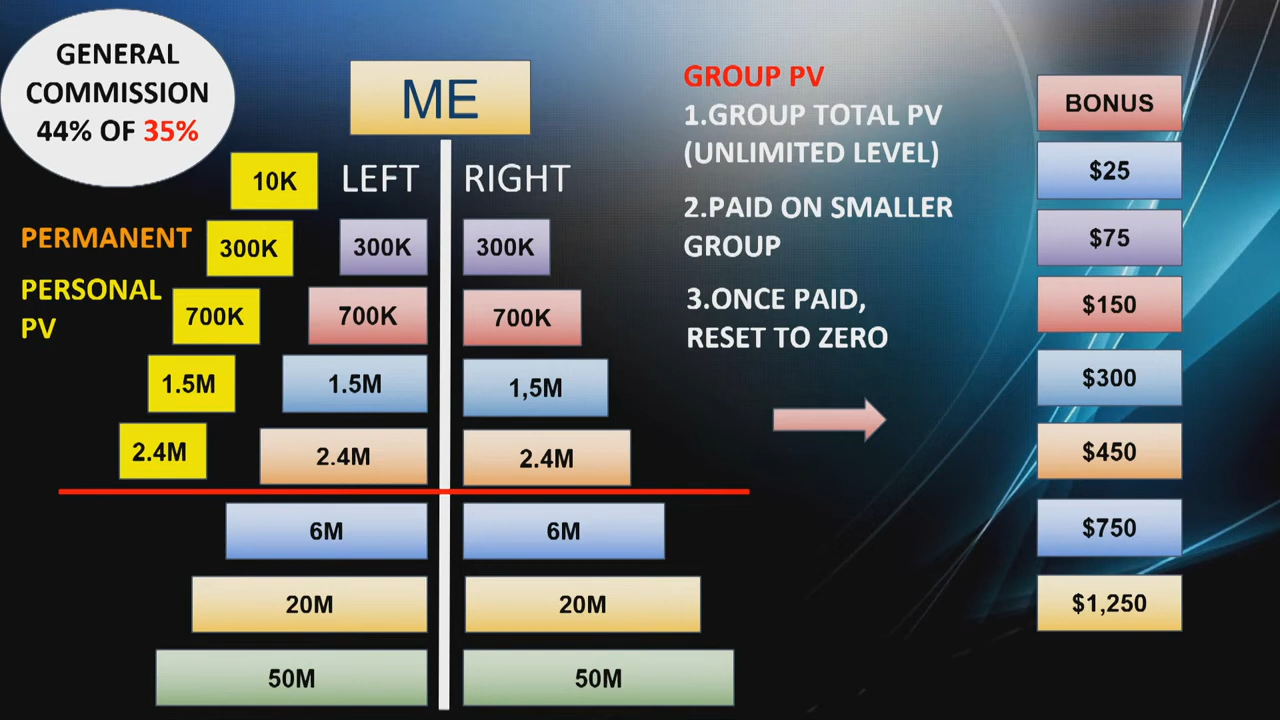 GENERAL
COMMISSION
44% OF 35%
ME
10K
LEFT
RIGHT
PERMANENT
300K
300K
300K
PERSONAL
PV
700K
700K
700K
1.5M
1.5M
1,5M
2.4M
2.4M
2.4M
6M
6M
20M
20M
50M
50M
GROUP PV
1.GROUP TOTAL PV
(UNLIMITED LEVEL)
2.PAID ON SMALLER
GROUP
3.ONCE PAID,
RESET TO ZERO
BONUS
$25
$75
$150
$300
$450
$750
$1,250